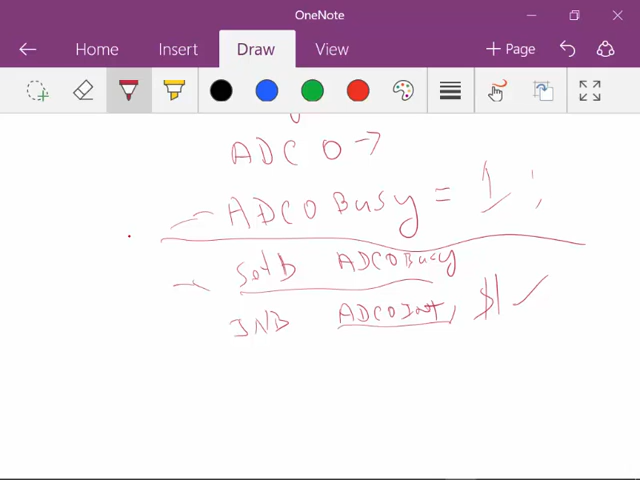 OneNote
Home Insert Draw View + Page
ADC 0 →
ADC0Busy = 1 ;
SetB ADC0Busy
JNB ADC0Int, $ ✓